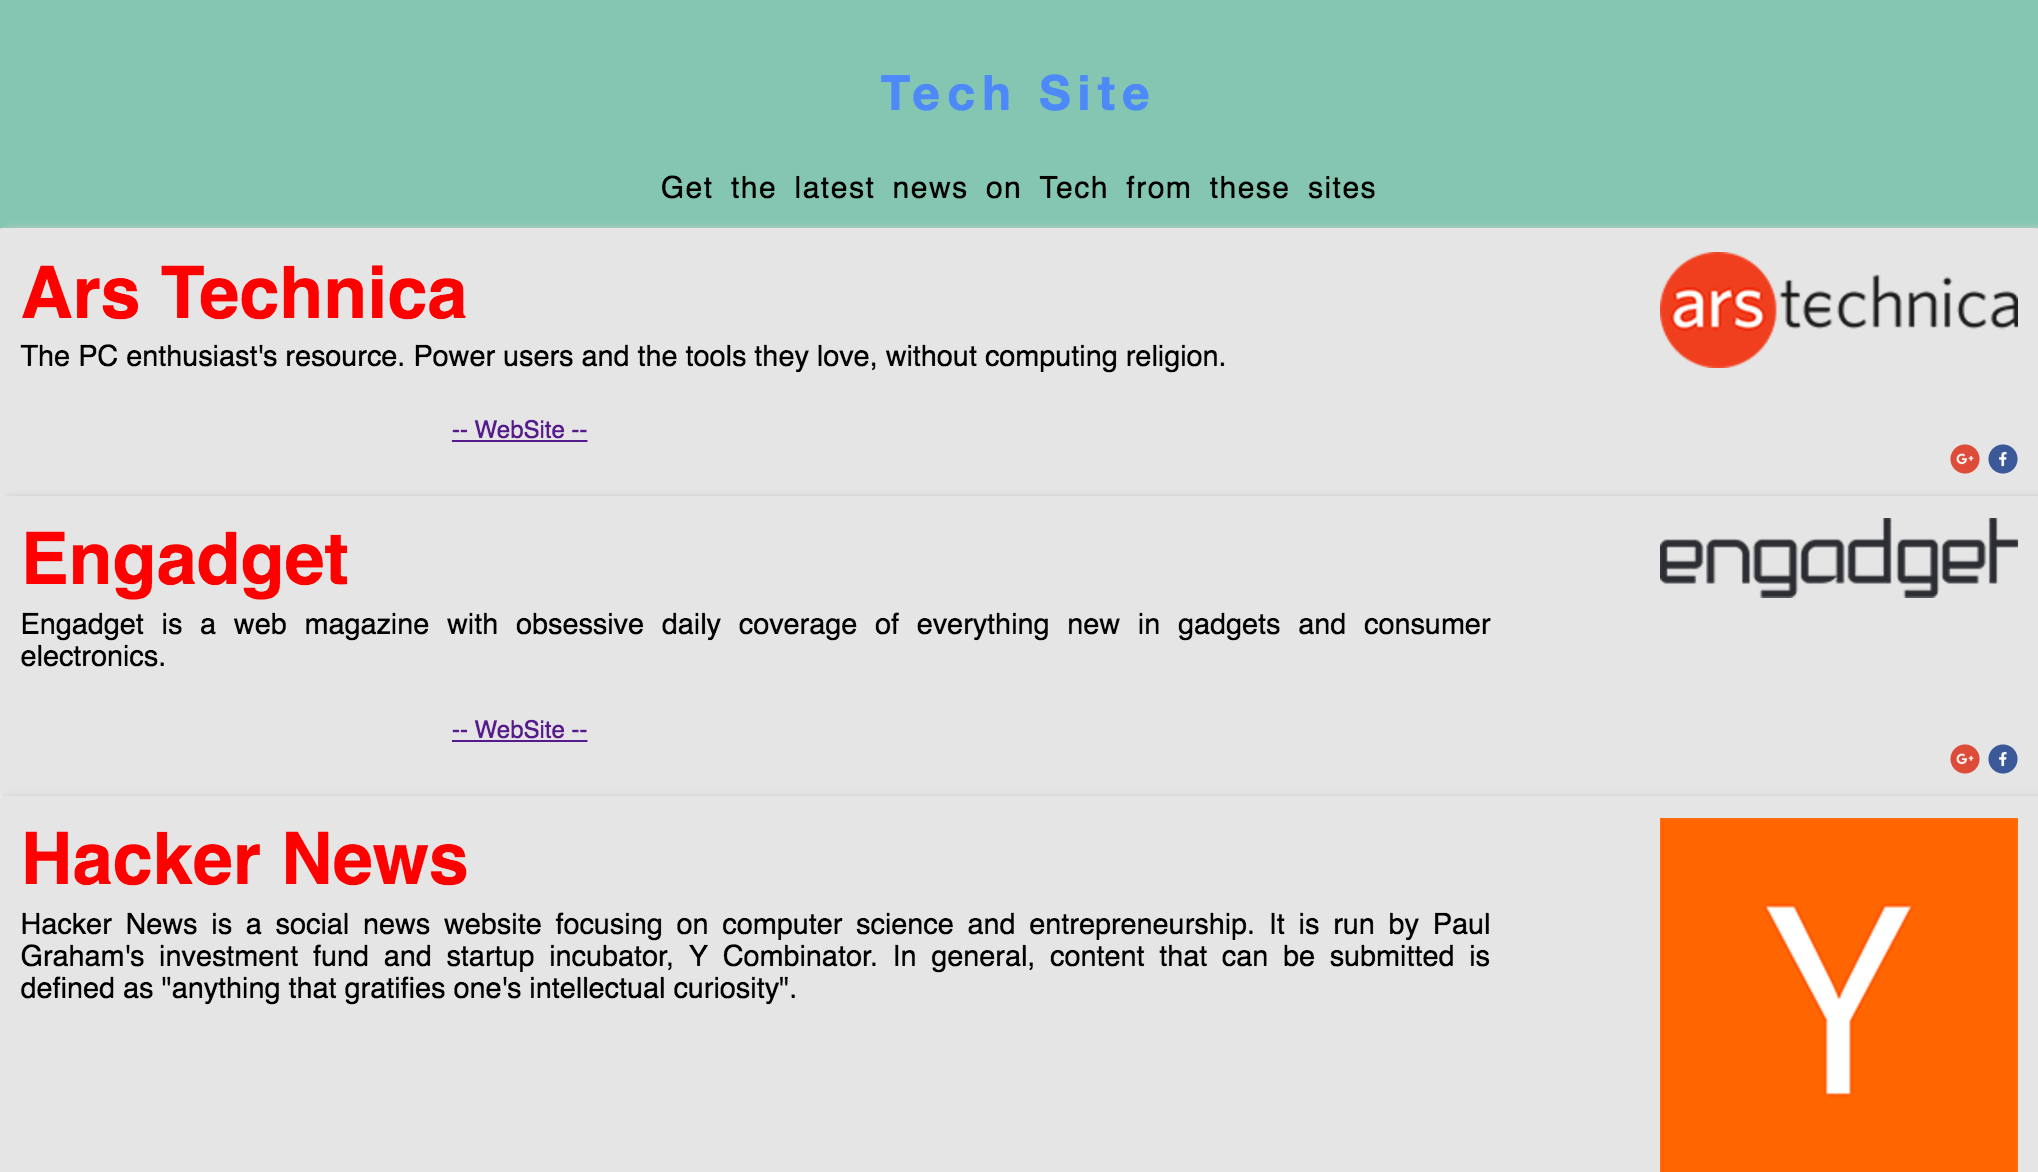 Tech Site
Get the latest news on Tech from these sites
Ars Technica
ars technica
The PC enthusiast's resource. Power users and the tools they love, without computing religion.
-- WebSite --
G+ f
Engadget
engadget
Engadget is a web magazine with obsessive daily coverage of everything new in gadgets and consumer
electronics.
-- WebSite --
G+ f
Hacker News
Y
Hacker News is a social news website focusing on computer science and entrepreneurship. It is run by Paul
Graham's investment fund and startup incubator, Y Combinator. In general, content that can be submitted is
defined as "anything that gratifies one's intellectual curiosity".